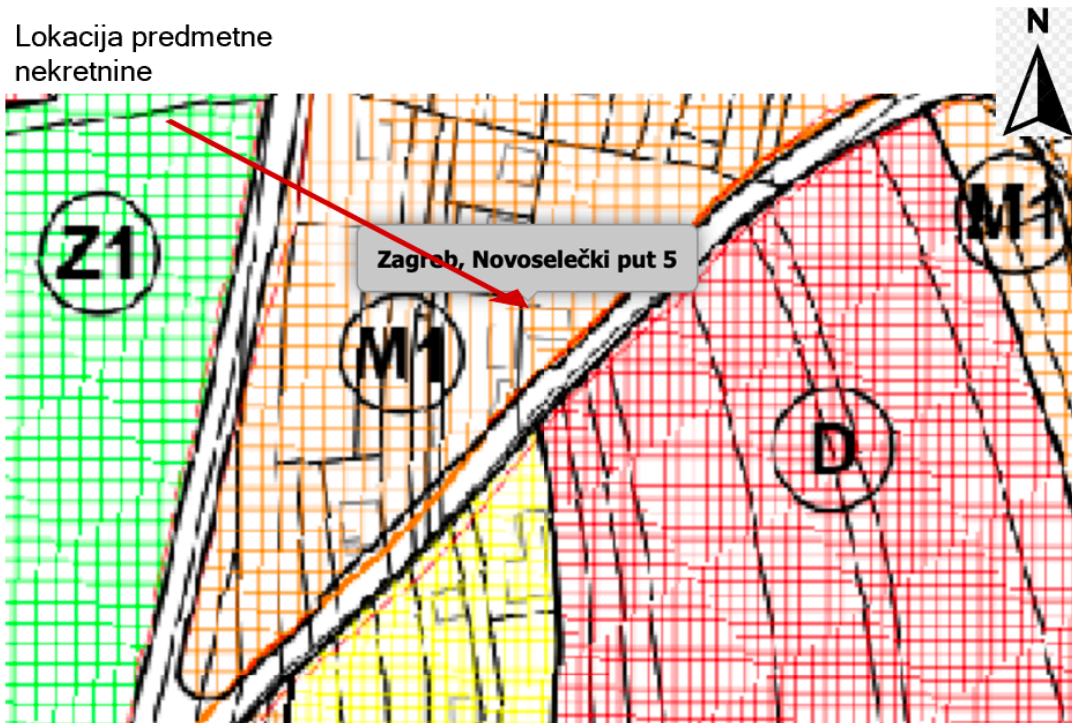 Lokacija predmetne
nekretnine
N
Z1
M1
Zagreb, Novoselečki put 5
M1
D